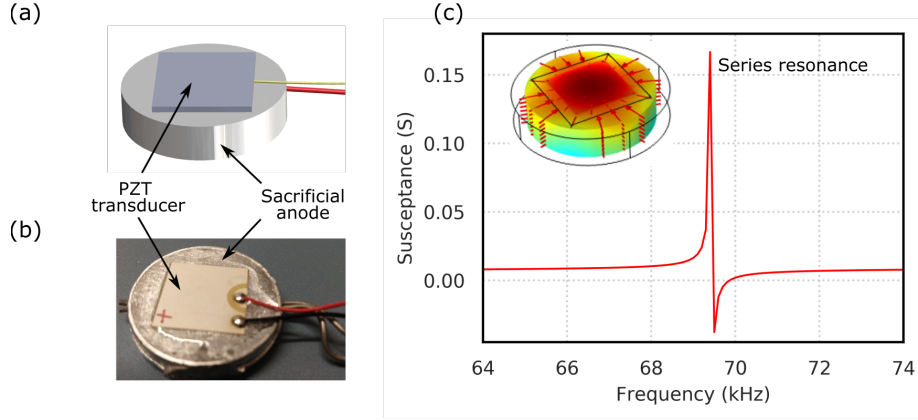 (a)
PZT
transducer
Sacrificial
anode
(b)
+
(c)
Series resonance
Susceptance (S)
0.15
0.10
0.05
0.00
64
66
68
70
72
74
Frequency (kHz)